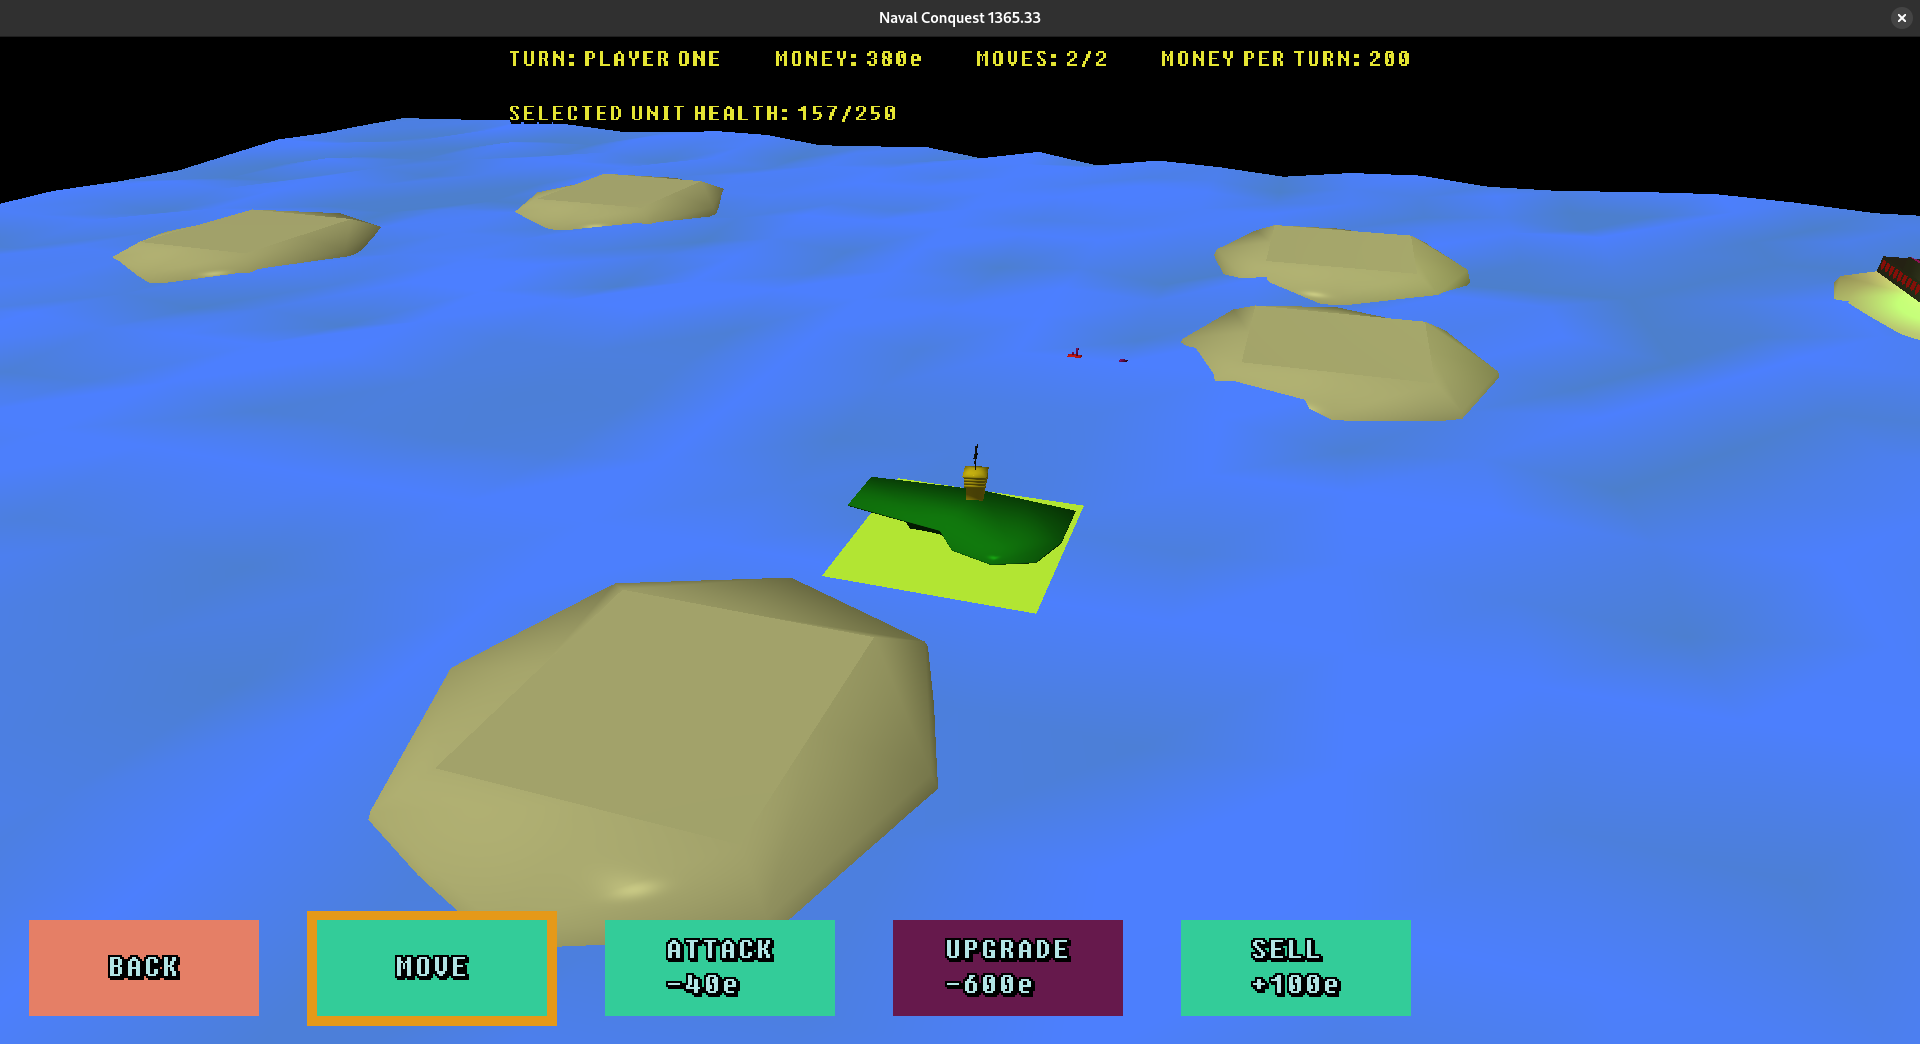 Naval Conquest 1365.33
TURN: PLAYER ONE MONEY: 380e MOVES: 2/2 MONEY PER TURN: 200
SELECTED UNIT HEALTH: 157/250
BACK
MOVE
ATTACK
-40e
UPGRADE
-600e
SELL
+100e